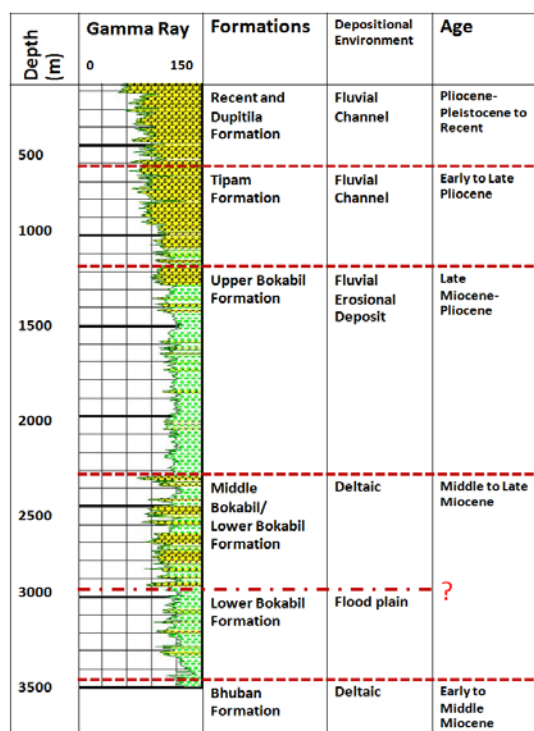 Depth
(m)
Gamma Ray
0
150
Formations
Depositional
Environment
Age
Recent and
Dupitila
Formation
Fluvial
Channel
Pliocene-
Pleistocene to
Recent
500
Tipam
Formation
Fluvial
Channel
Early to Late
Pliocene
1000
Upper Bokabil
Formation
Fluvial
Erosional
Deposit
Late
Miocene-
Pliocene
1500
2000
Middle
Bokabil/
Lower Bokabil
Formation
Deltaic
Middle to Late
Miocene
2500
3000
?
Lower Bokabil
Formation
Flood plain
3500
Bhuban
Formation
Deltaic
Early to
Middle
Miocene